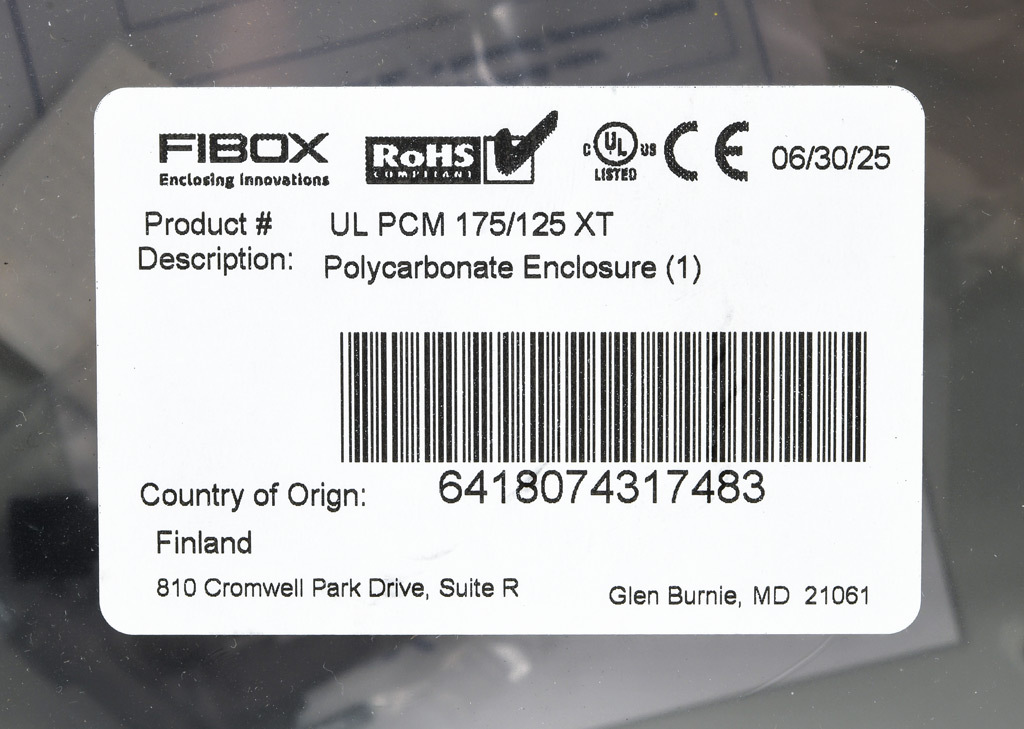 FIBOX
Enclosing Innovations
RoHS
COMPLIANT
C UL US
LISTED
CE
06/30/25
Product # UL PCM 175/125 XT
Description: Polycarbonate Enclosure (1)
6418074317483
Country of Orign:
Finland
810 Cromwell Park Drive, Suite R Glen Burnie, MD 21061